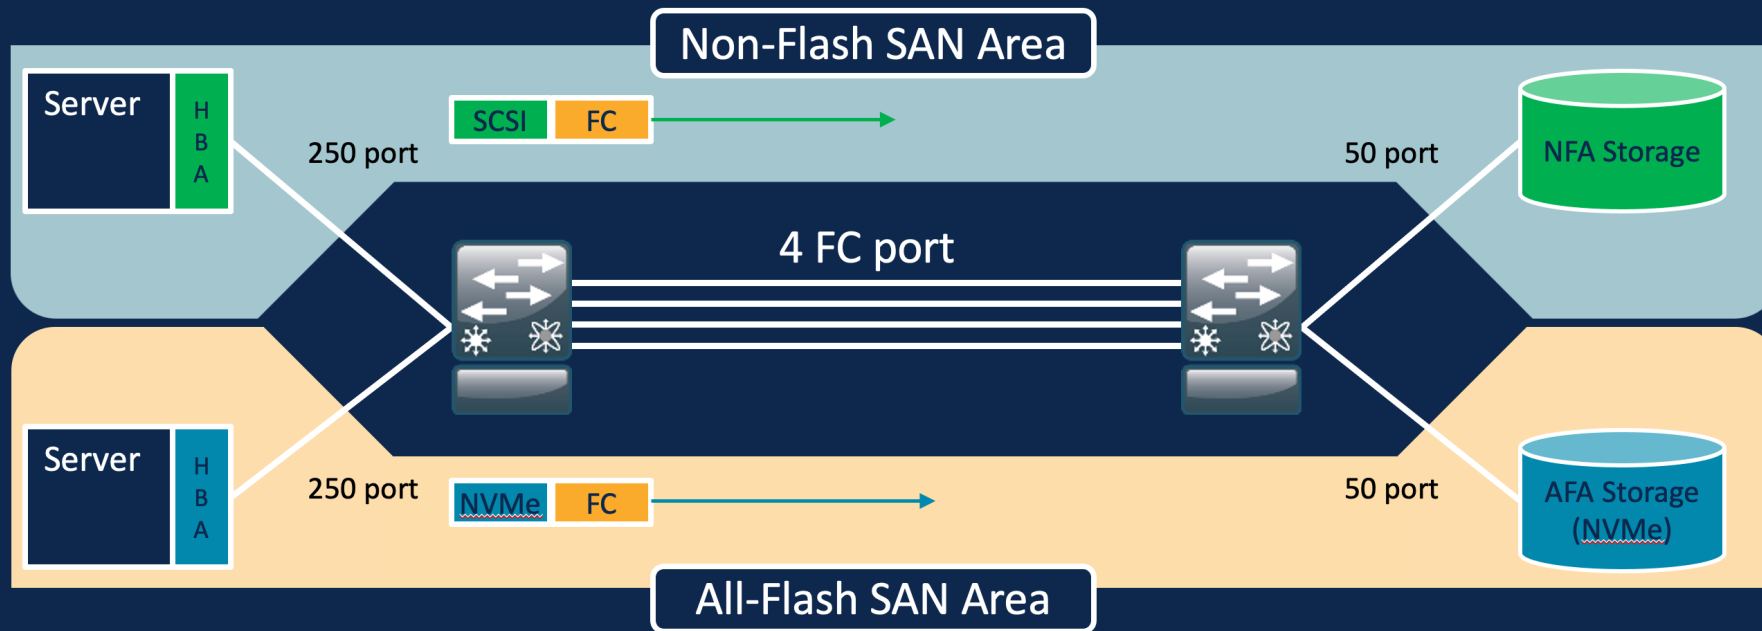 Non-Flash SAN Area
Server
H
B
A
250 port
SCSI FC
50 port
NFA Storage
4 FC port
Server
H
B
A
250 port
NVMe FC
50 port
AFA Storage
(NVMe)
All-Flash SAN Area